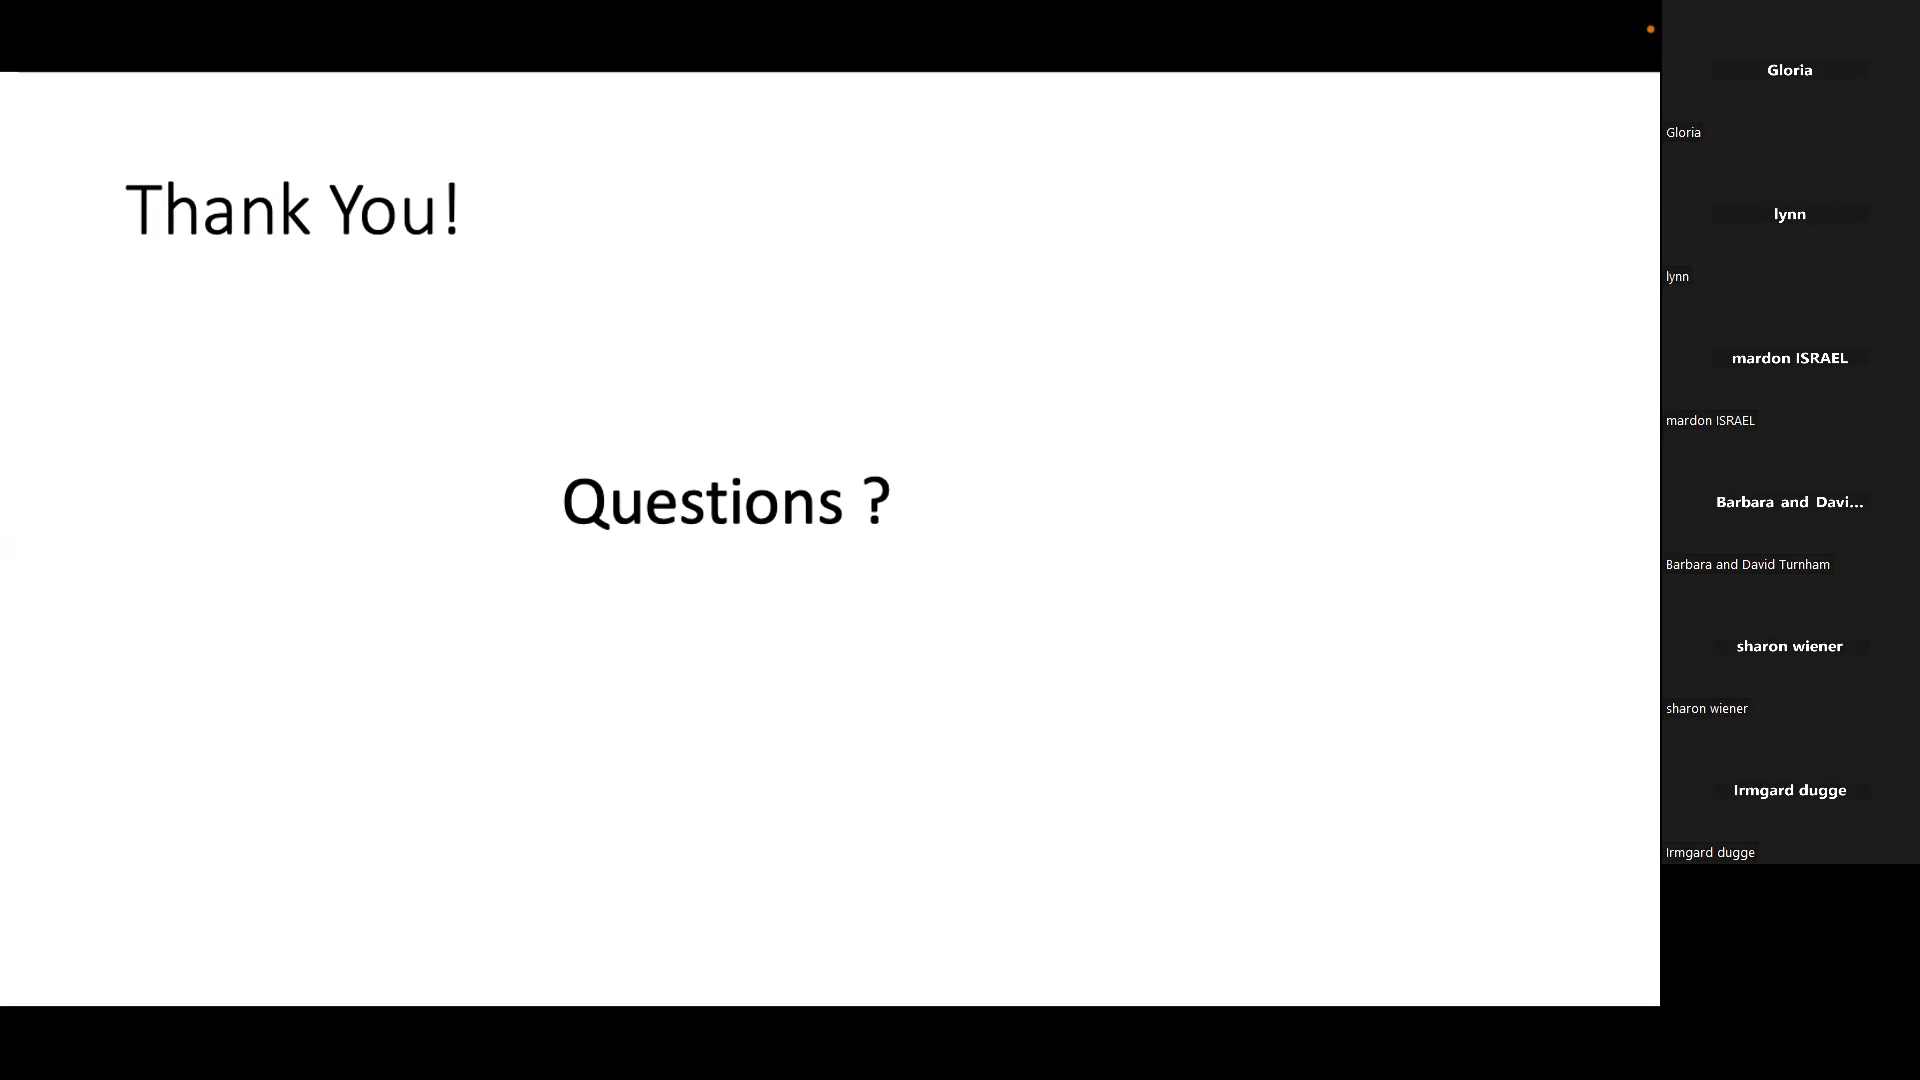 Thank You!
Questions ?
Gloria
Gloria
lynn
lynn
mardon ISRAEL
mardon ISRAEL
Barbara and Davi...
Barbara and David Turnham
sharon wiener
sharon wiener
Irmgard dugge
Irmgard dugge